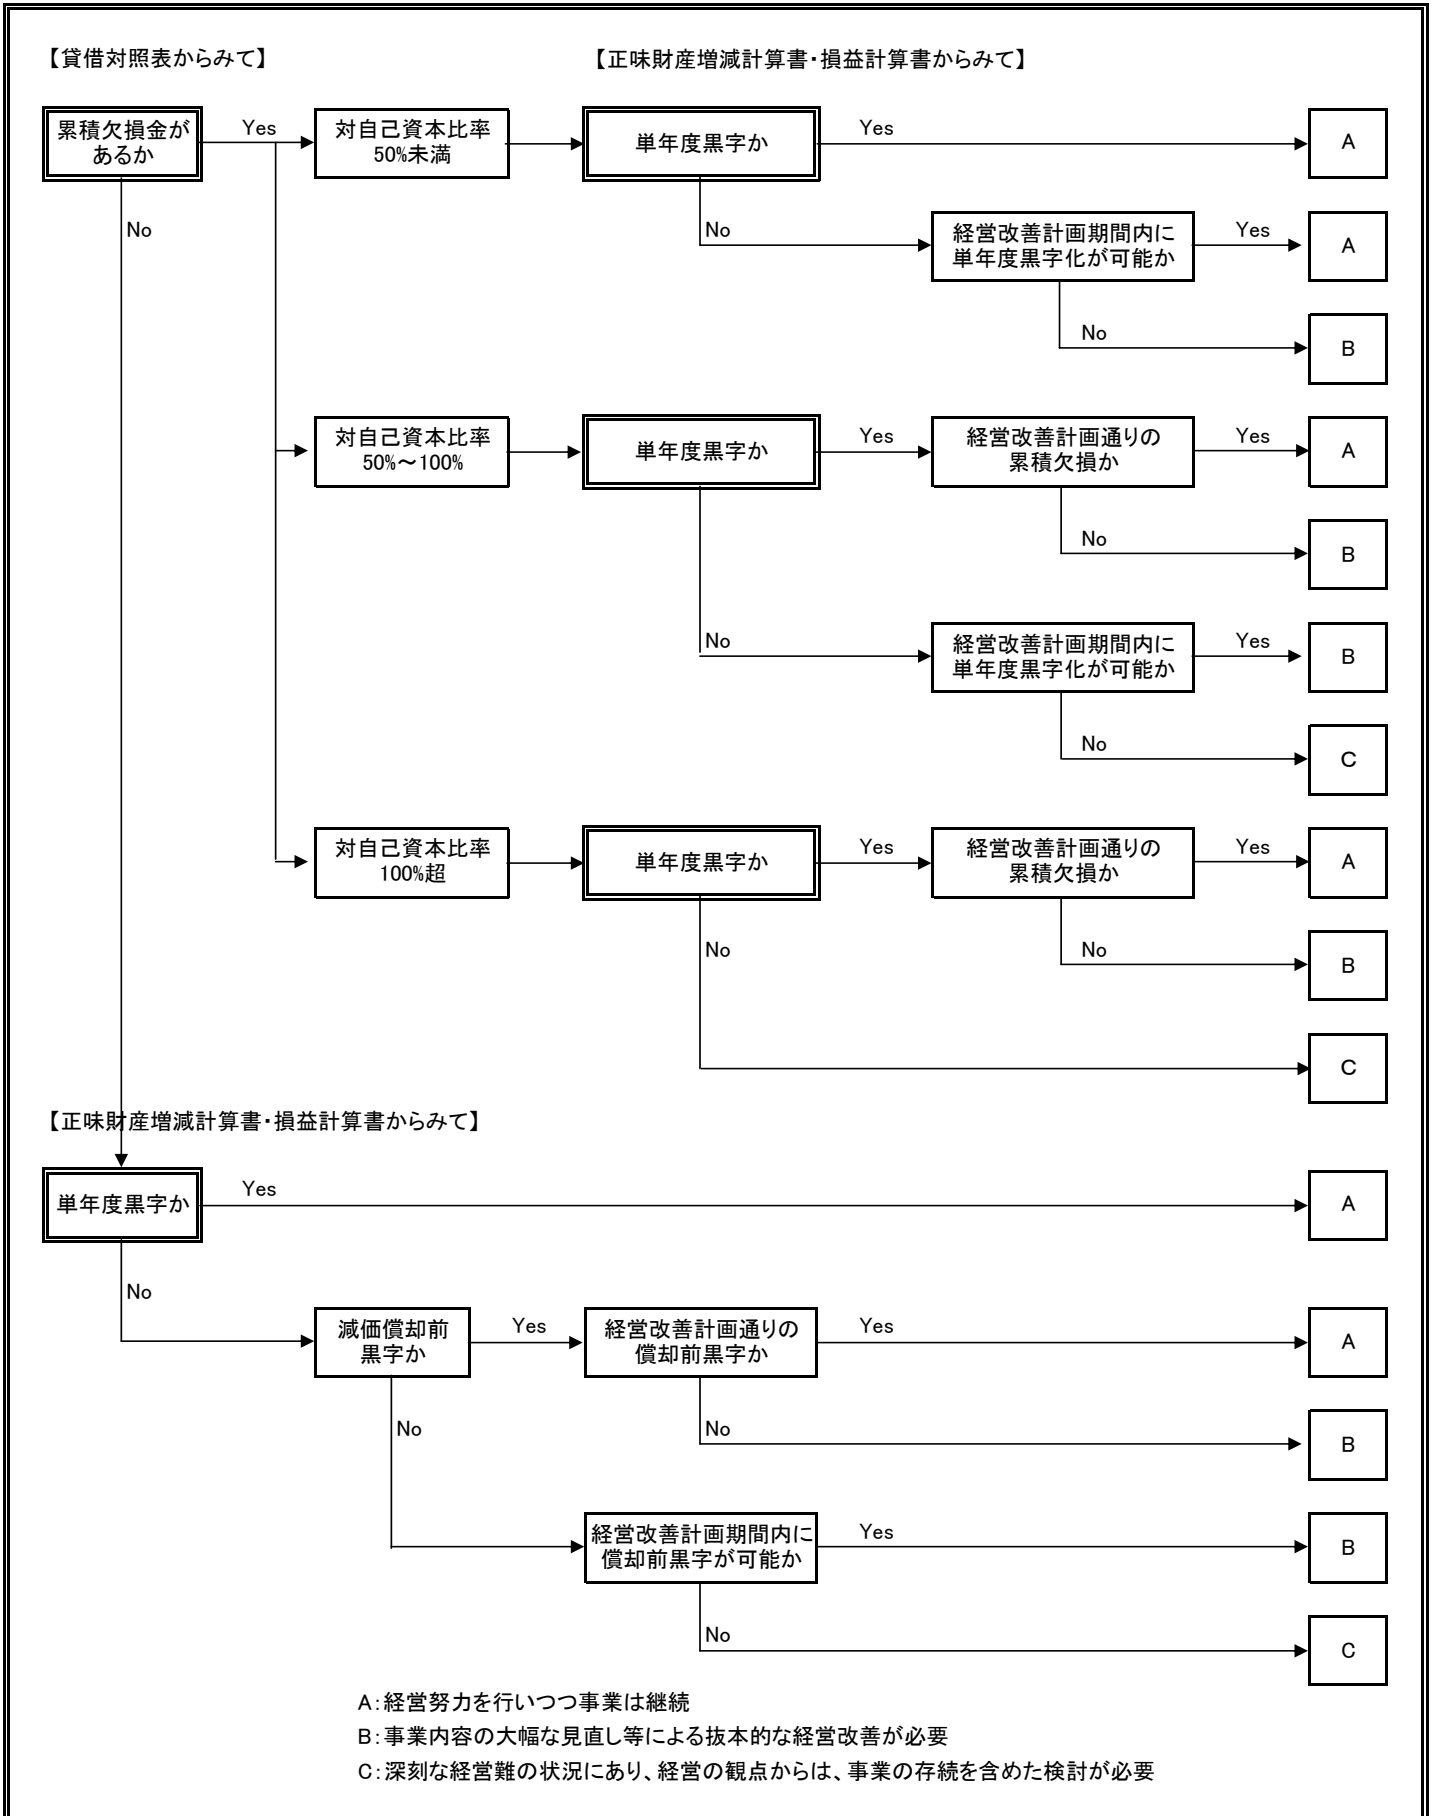 【貸借対照表からみて】
【正味財産増減計算書・損益計算書からみて】
累積欠損金が
あるか
Yes
対自己資本比率
50%未満
単年度黒字か
Yes
A
No
No
経営改善計画期間内に
単年度黒字化が可能か
Yes
A
No
B
対自己資本比率
50%～100%
単年度黒字か
Yes
経営改善計画通りの
累積欠損か
Yes
A
No
B
No
経営改善計画期間内に
単年度黒字化が可能か
Yes
B
No
C
対自己資本比率
100%超
単年度黒字か
Yes
経営改善計画通りの
累積欠損か
Yes
A
No
No
B
C
【正味財産増減計算書・損益計算書からみて】
単年度黒字か
Yes
A
No
減価償却前
黒字か
Yes
経営改善計画通りの
償却前黒字か
Yes
A
No
No
B
経営改善計画期間内に
償却前黒字が可能か
Yes
B
No
C
A：経営努力を行いつつ事業は継続
B：事業内容の大幅な見直し等による抜本的な経営改善が必要
C：深刻な経営難の状況にあり、経営の観点からは、事業の存続を含めた検討が必要